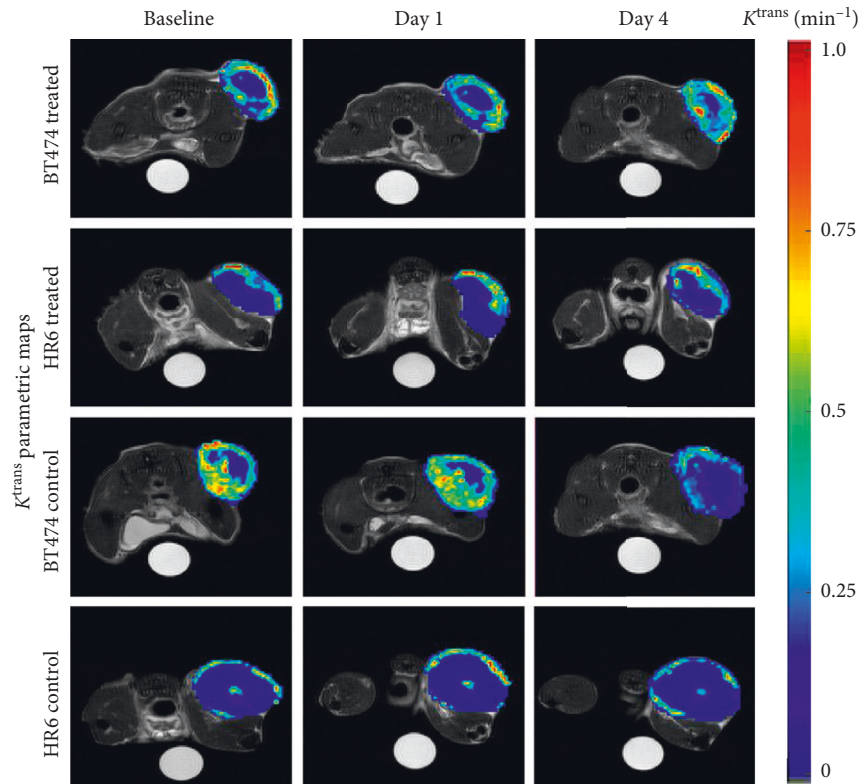 Baseline
Day 1
Day 4
Kᵗʳᵃⁿˢ (min⁻¹)
Kᵗʳᵃⁿˢ parametric maps
BT474 treated
HR6 treated
BT474 control
HR6 control
1.0
0.75
0.5
0.25
0